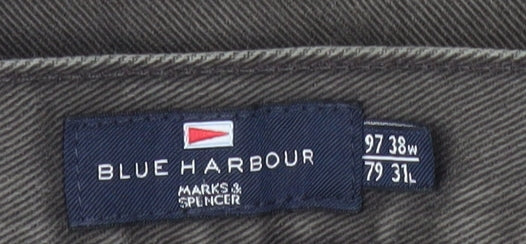 BLUE HARBOUR
MARKS &
SPENCER
97 38W
79 31L